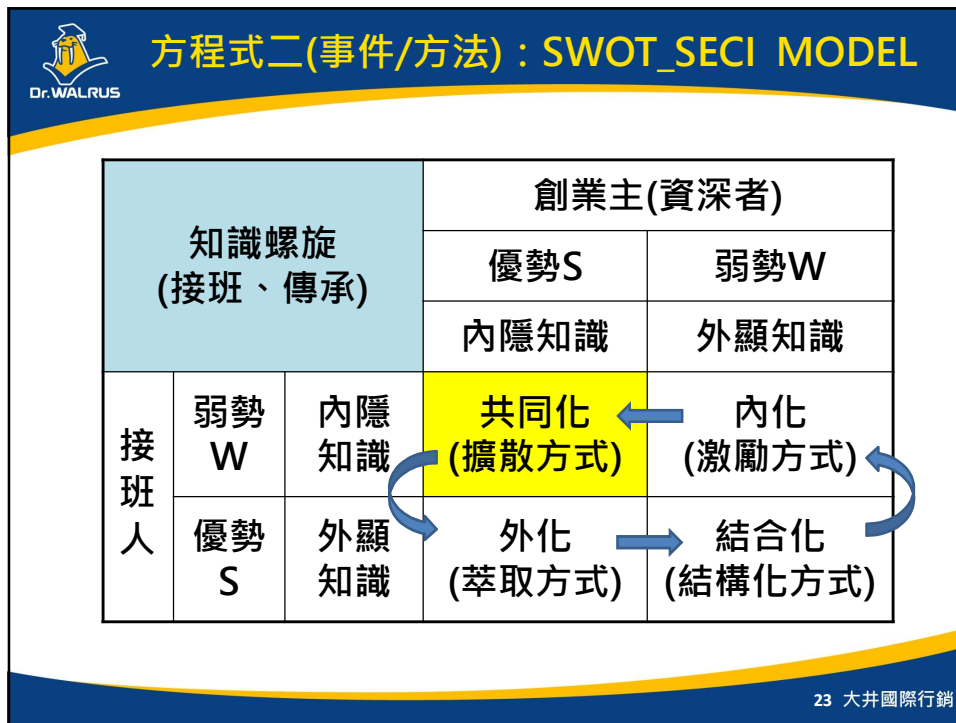 方程式二(事件/方法)：SWOT_SECI MODEL
Dr.WALRUS
知識螺旋
(接班、傳承)
創業主(資深者)
優勢S
弱勢W
內隱知識
外顯知識
接
班
人
弱勢
W
內隱
知識
共同化
(擴散方式)
內化
(激勵方式)
優勢
S
外顯
知識
外化
(萃取方式)
結合化
(結構化方式)
23 大井國際行銷